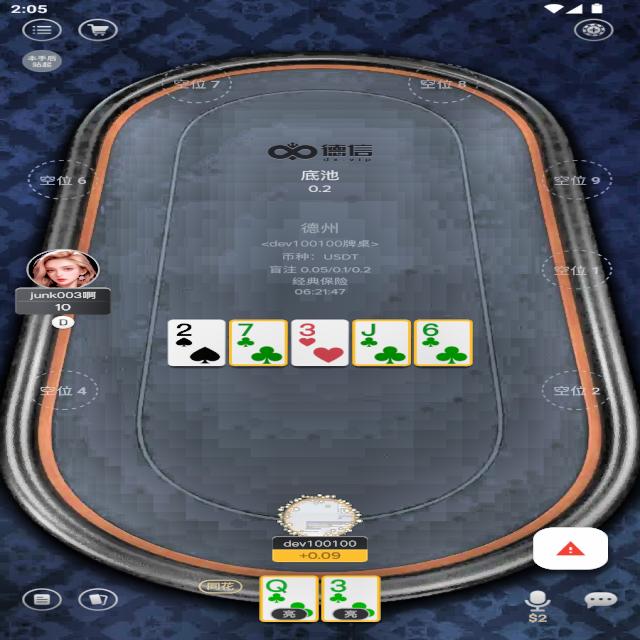 2:05
本手后
站起
空位 7
空位 8
德信
dx.vip
底池
0.2
空位 6
空位 9
德州
<dev100100牌桌>
币种：USDT
盲注 0.05/0.1/0.2
经典保险
06:21:47
空位 1
junk003啊
10
D
2
7
3
J
6
空位 4
空位 2
dev100100
+0.09
同花
Q
亮
3
亮
$2